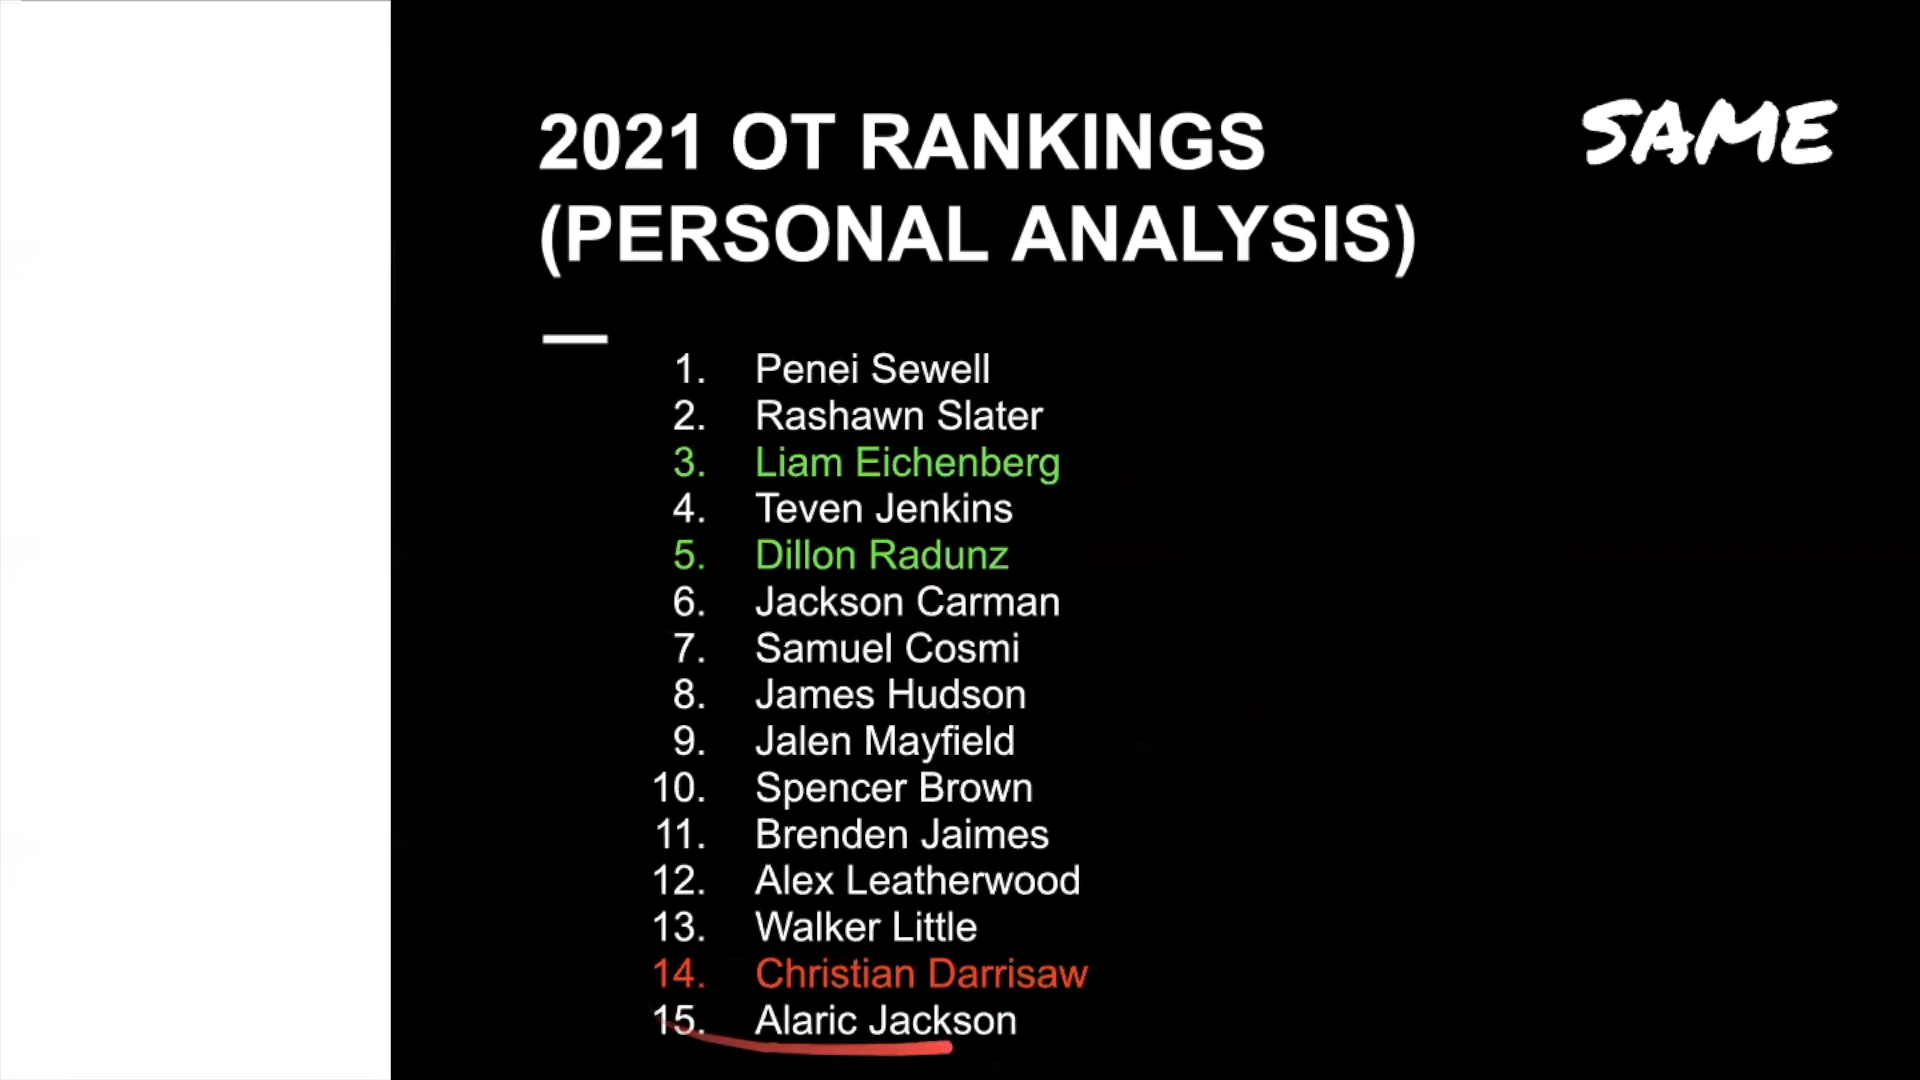 2021 OT RANKINGS
(PERSONAL ANALYSIS)
SAME
1. Penei Sewell
2. Rashawn Slater
3. Liam Eichenberg
4. Teven Jenkins
5. Dillon Radunz
6. Jackson Carman
7. Samuel Cosmi
8. James Hudson
9. Jalen Mayfield
10. Spencer Brown
11. Brenden Jaimes
12. Alex Leatherwood
13. Walker Little
14. Christian Darrisaw
15. Alaric Jackson